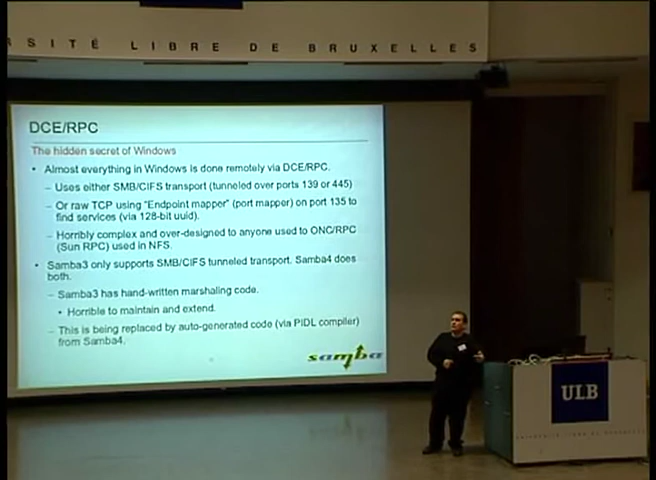 SITÉ LIBRE DE BRUXELLES
DCE/RPC
The hidden secret of Windows
• Almost everything in Windows is done remotely via DCE/RPC.
– Uses either SMB/CIFS transport (tunneled over ports 139 or 445)
– Or raw TCP using "Endpoint mapper" (port mapper) on port 135 to
find services (via 128-bit uuid).
– Horribly complex and over-designed to anyone used to ONC/RPC
(Sun RPC) used in NFS.
• Samba3 only supports SMB/CIFS tunneled transport. Samba4 does
both.
– Samba3 has hand-written marshaling code.
• Horrible to maintain and extend.
– This is being replaced by auto-generated code (via PIDL compiler)
from Samba4.
samba
ULB